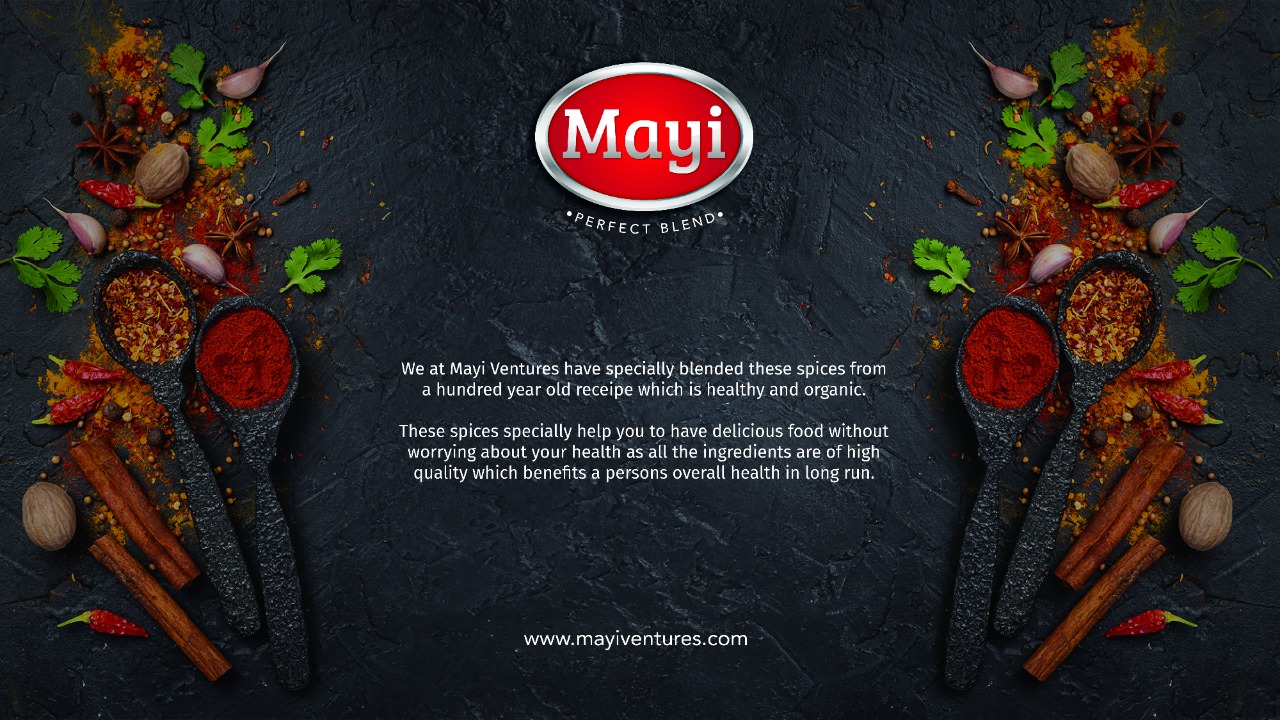 Mayi
•PERFECT BLEND•
We at Mayi Ventures have specially blended these spices from
a hundred year old receipe which is healthy and organic.
These spices specially help you to have delicious food without
worrying about your health as all the ingredients are of high
quality which benefits a persons overall health in long run.
www.mayiventures.com